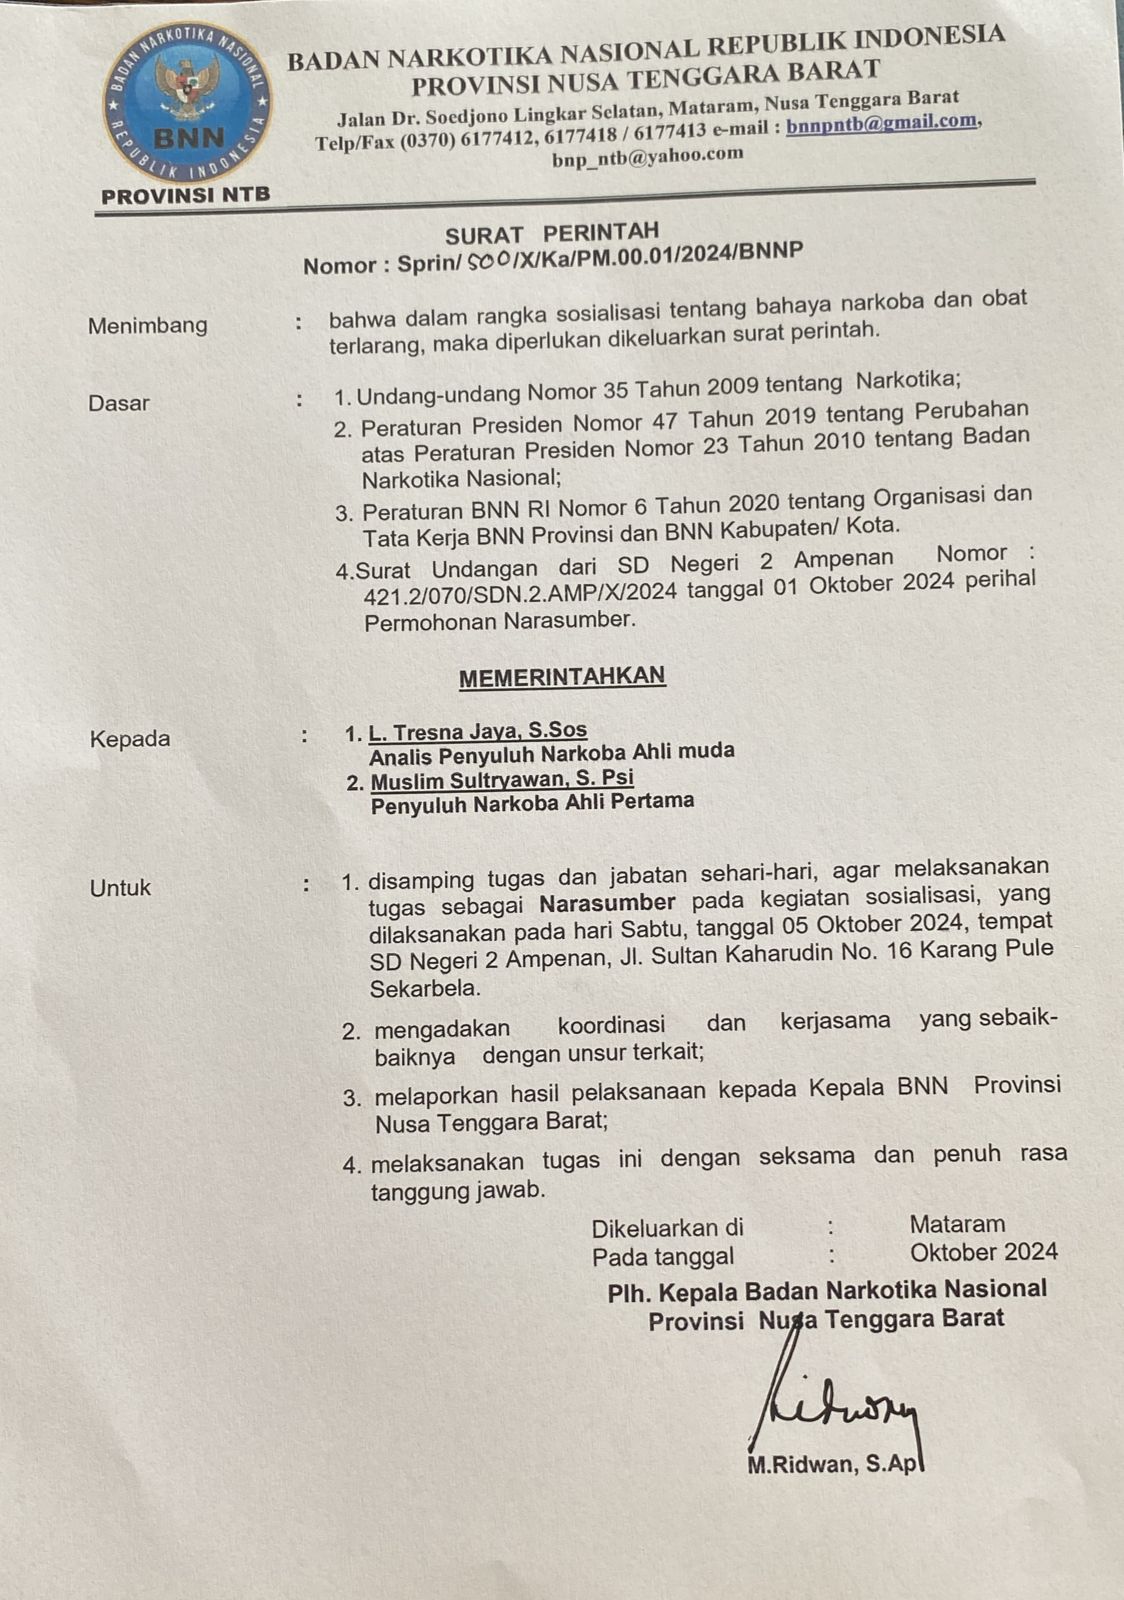 BADAN NARKOTIKA NASIONAL
REPUBLIK INDONESIA
BNN
PROVINSI NTB
BADAN NARKOTIKA NASIONAL REPUBLIK INDONESIA
PROVINSI NUSA TENGGARA BARAT
Jalan Dr. Soedjono Lingkar Selatan, Mataram, Nusa Tenggara Barat
Telp/Fax (0370) 6177412, 6177418 / 6177413 e-mail : bnnpntb@gmail.com,
bnp_ntb@yahoo.com
SURAT PERINTAH
Nomor : Sprin/ 500 /X/Ka/PM.00.01/2024/BNNP
Menimbang : bahwa dalam rangka sosialisasi tentang bahaya narkoba dan obat
terlarang, maka diperlukan dikeluarkan surat perintah.
Dasar : 1. Undang-undang Nomor 35 Tahun 2009 tentang Narkotika;
2. Peraturan Presiden Nomor 47 Tahun 2019 tentang Perubahan
atas Peraturan Presiden Nomor 23 Tahun 2010 tentang Badan
Narkotika Nasional;
3. Peraturan BNN RI Nomor 6 Tahun 2020 tentang Organisasi dan
Tata Kerja BNN Provinsi dan BNN Kabupaten/ Kota.
4.Surat Undangan dari SD Negeri 2 Ampenan Nomor :
421.2/070/SDN.2.AMP/X/2024 tanggal 01 Oktober 2024 perihal
Permohonan Narasumber.
MEMERINTAHKAN
Kepada : 1. L. Tresna Jaya, S.Sos
Analis Penyuluh Narkoba Ahli muda
2. Muslim Sultryawan, S. Psi
Penyuluh Narkoba Ahli Pertama
Untuk : 1. disamping tugas dan jabatan sehari-hari, agar melaksanakan
tugas sebagai Narasumber pada kegiatan sosialisasi, yang
dilaksanakan pada hari Sabtu, tanggal 05 Oktober 2024, tempat
SD Negeri 2 Ampenan, Jl. Sultan Kaharudin No. 16 Karang Pule
Sekarbela.
2. mengadakan koordinasi dan kerjasama yang sebaik-
baiknya dengan unsur terkait;
3. melaporkan hasil pelaksanaan kepada Kepala BNN Provinsi
Nusa Tenggara Barat;
4. melaksanakan tugas ini dengan seksama dan penuh rasa
tanggung jawab.
Dikeluarkan di : Mataram
Pada tanggal : Oktober 2024
Plh. Kepala Badan Narkotika Nasional
Provinsi Nusa Tenggara Barat
M.Ridwan, S.Ap